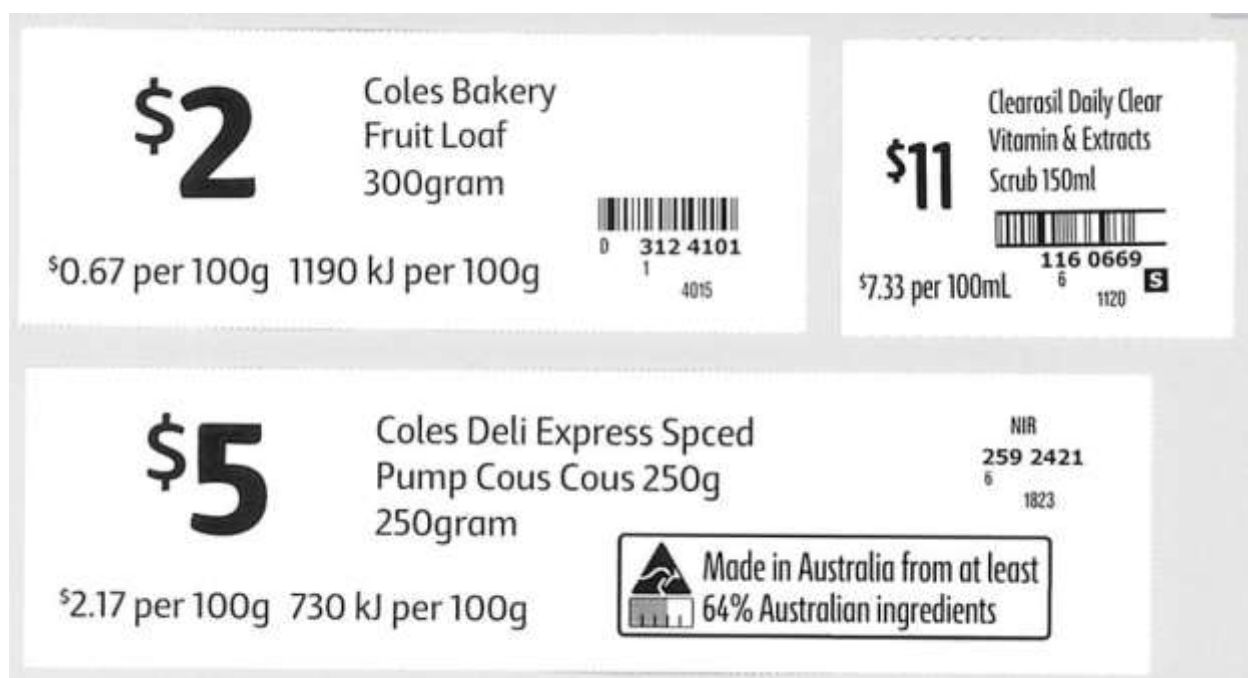 $2
Coles Bakery
Fruit Loaf
300gram
$0.67 per 100g 1190 kJ per 100g
D 312 4101
1
4015
$11
Clearasil Daily Clear
Vitamin & Extracts
Scrub 150ml
$7.33 per 100mL
116 0669
6
1120
S
$5
Coles Deli Express Spced
Pump Cous Cous 250g
250gram
$2.17 per 100g 730 kJ per 100g
NIR
259 2421
6
1823
Made in Australia from at least
64% Australian ingredients